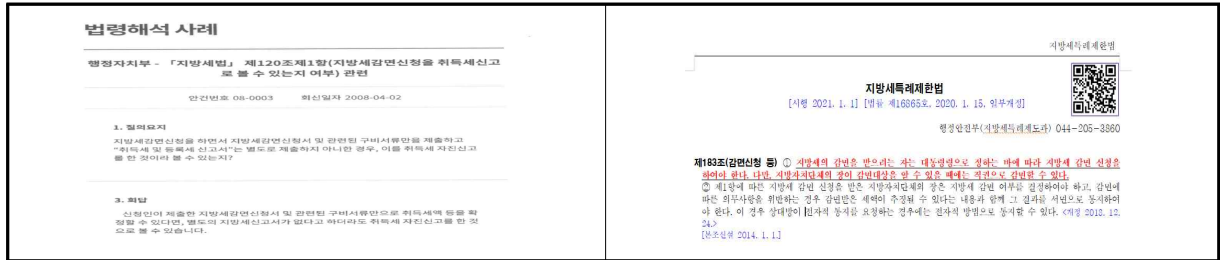 법령해석 사례
행정자치부 - 「지방세법」 제120조제1항(지방세감면신청을 취득세신고
로 볼 수 있는지 여부) 관련
안건번호 08-0003 회신일자 2008-04-02
1. 질의요지
지방세감면신청을 하면서 지방세감면신청서 및 관련된 구비서류만을 제출하고
"취득세 및 등록세 신고서"는 별도로 제출하지 아니한 경우, 이를 취득세 자진신고
를 한 것이라 볼 수 있는지?
3. 회답
신청인이 제출한 지방세감면신청서 및 관련된 구비서류만으로 취득세액 등을 확
정할 수 있다면, 별도의 지방세신고서가 없다고 하더라도 취득세 자진신고를 한 것
으로 볼 수 있습니다.
지방세특례제한법
지방세특례제한법
[시행 2021. 1. 1] [법률 제16865호, 2020. 1. 15, 일부개정]
행정안전부(지방세특례제도과) 044-205-3860
제183조(감면신청 등) ① 지방세의 감면을 받으려는 자는 대통령령으로 정하는 바에 따라 지방세 감면 신청을
하여야 한다. 다만, 지방자치단체의 장이 감면대상을 알 수 있을 때에는 직권으로 감면할 수 있다.
② 제1항에 따른 지방세 감면 신청을 받은 지방자치단체의 장은 지방세 감면 여부를 결정하여야 하고, 감면에
따른 의무사항을 위반하는 경우 감면받은 세액이 추징될 수 있다는 내용과 함께 그 결과를 서면으로 통지하여
야 한다. 이 경우 상대방이 전자적 통지를 요청하는 경우에는 전자적 방법으로 통지할 수 있다. <개정 2018. 12.
24.>
[본조신설 2014. 1. 1.]